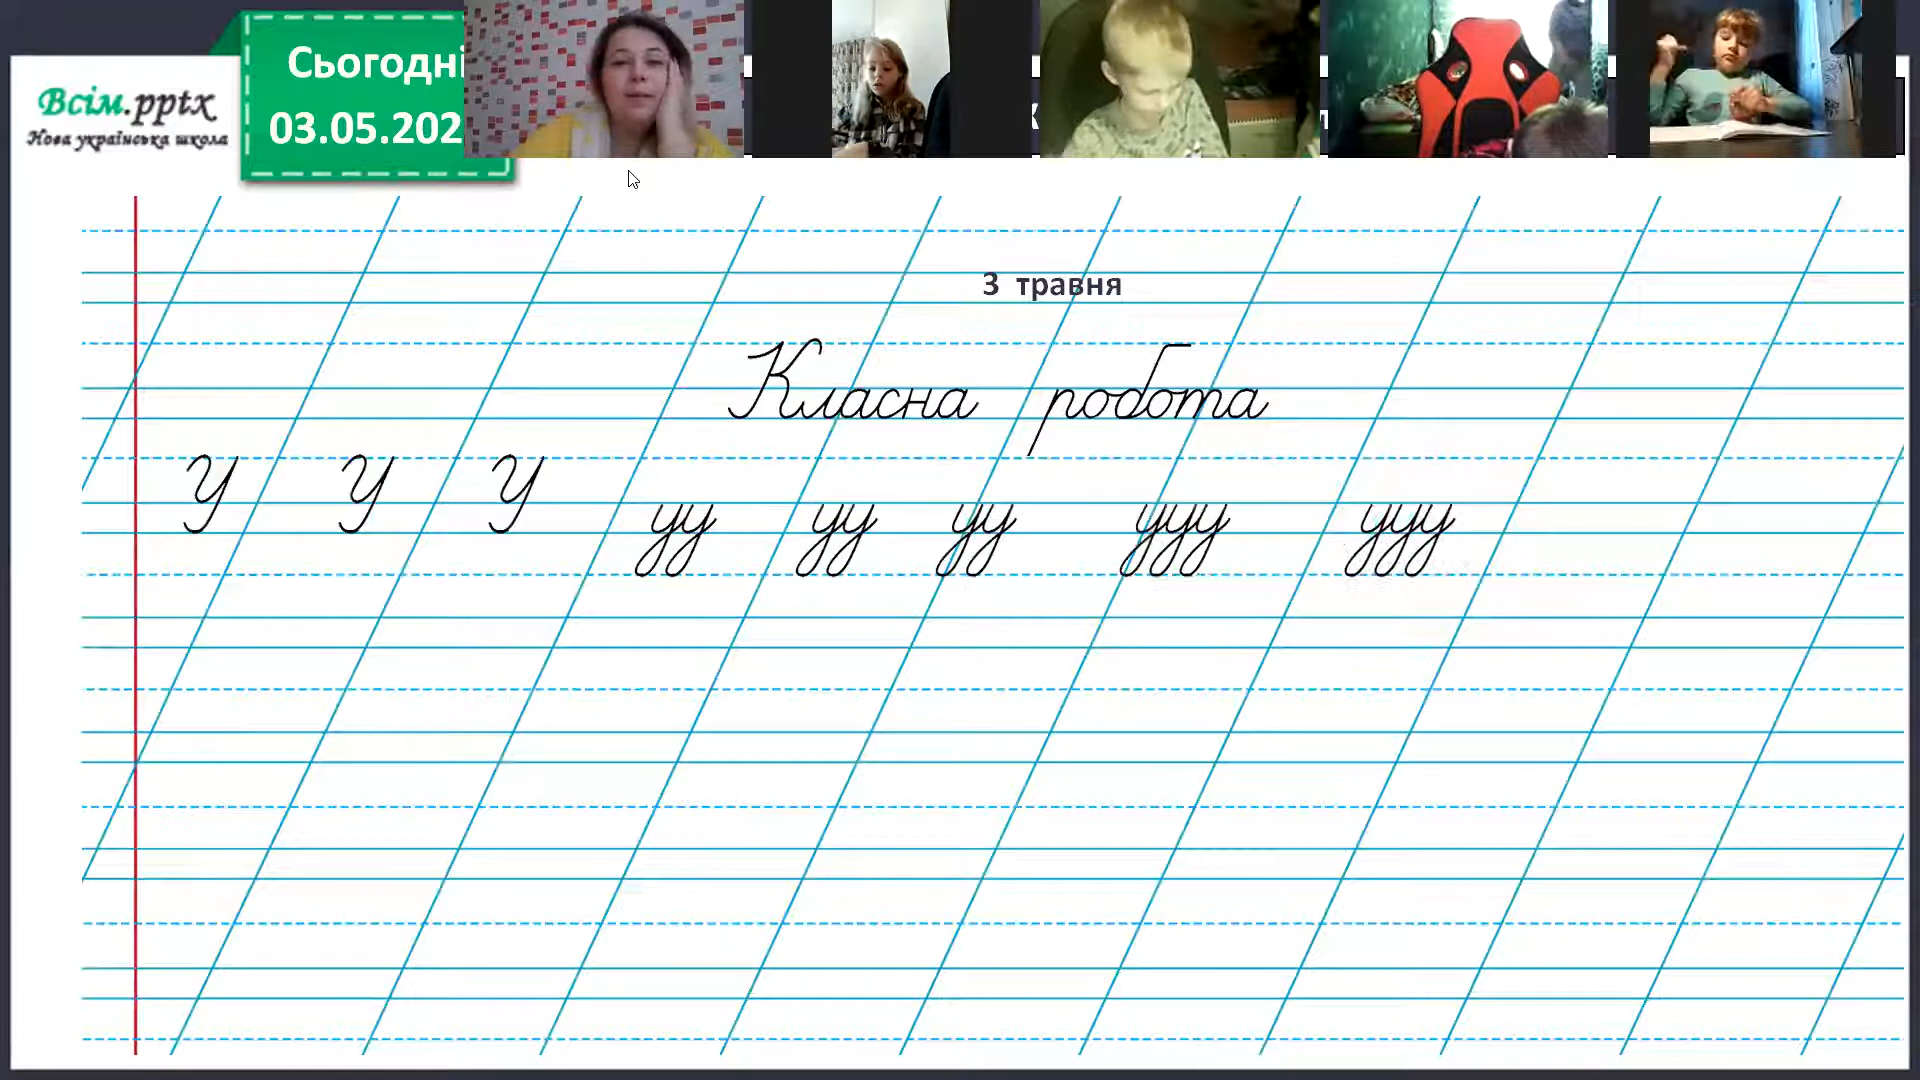 Всім.pptx
Нова українська школа
Сьогодні
03.05.202
3 травня
Класна робота
У У У уу уу уу ууу ууу